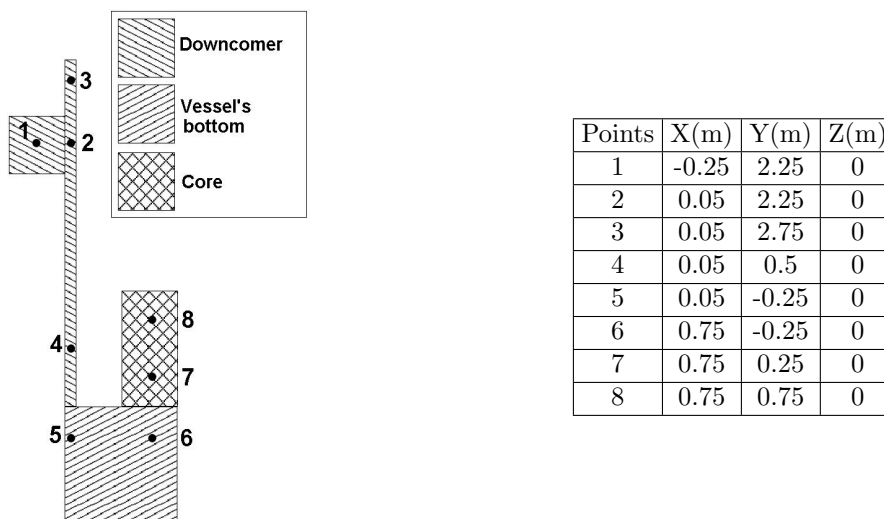 Downcomer
Vessel's
bottom
Core
3
1
2
8
4
7
5
6
Points X(m) Y(m) Z(m)
1 -0.25 2.25 0
2 0.05 2.25 0
3 0.05 2.75 0
4 0.05 0.5 0
5 0.05 -0.25 0
6 0.75 -0.25 0
7 0.75 0.25 0
8 0.75 0.75 0